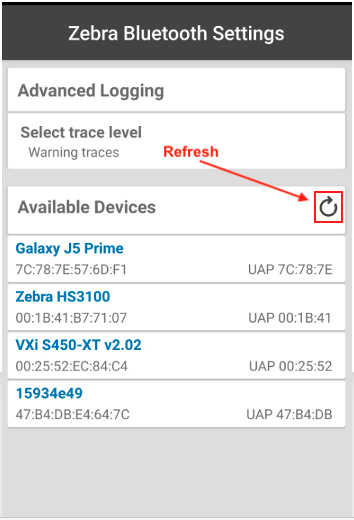 Zebra Bluetooth Settings
Advanced Logging
Select trace level
Warning traces
Refresh
Available Devices
Galaxy J5 Prime
7C:78:7E:57:6D:F1 UAP 7C:78:7E
Zebra HS3100
00:1B:41:B7:71:07 UAP 00:1B:41
VXi S450-XT v2.02
00:25:52:EC:84:C4 UAP 00:25:52
15934e49
47:B4:DB:E4:64:7C UAP 47:B4:DB